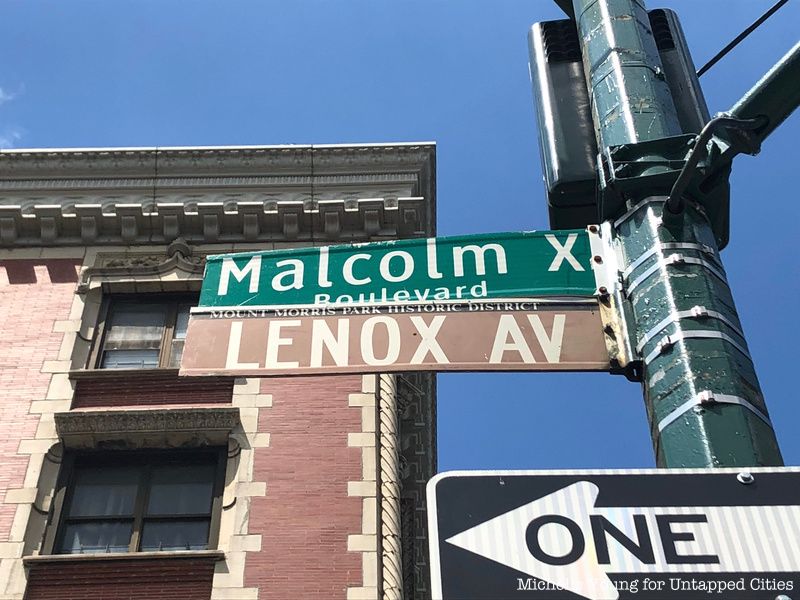 Malcolm X
Boulevard
MOUNT MORRIS PARK HISTORIC DISTRICT
LENOX AV
ONE
Michelle Young for Untapped Cities